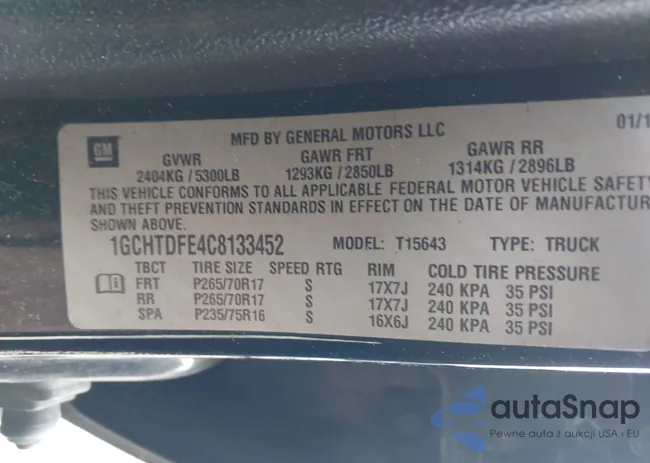 MFD BY GENERAL MOTORS LLC 01/1
GM GVWR GAWR FRT GAWR RR
2404KG / 5300LB 1293KG / 2850LB 1314KG / 2896LB
THIS VEHICLE CONFORMS TO ALL APPLICABLE FEDERAL MOTOR VEHICLE SAFETY
AND THEFT PREVENTION STANDARDS IN EFFECT ON THE DATE OF MANUFACTUR
SHOWN ABOVE.
1GCHTDFE4C8133452 MODEL: T15643 TYPE: TRUCK
TBCT TIRE SIZE SPEED RTG RIM COLD TIRE PRESSURE
FRT P265/70R17 S 17X7J 240 KPA 35 PSI
RR P265/70R17 S 17X7J 240 KPA 35 PSI
SPA P235/75R16 S 16X6J 240 KPA 35 PSI
autaSnap
Pewne auta z aukcji USA i EU